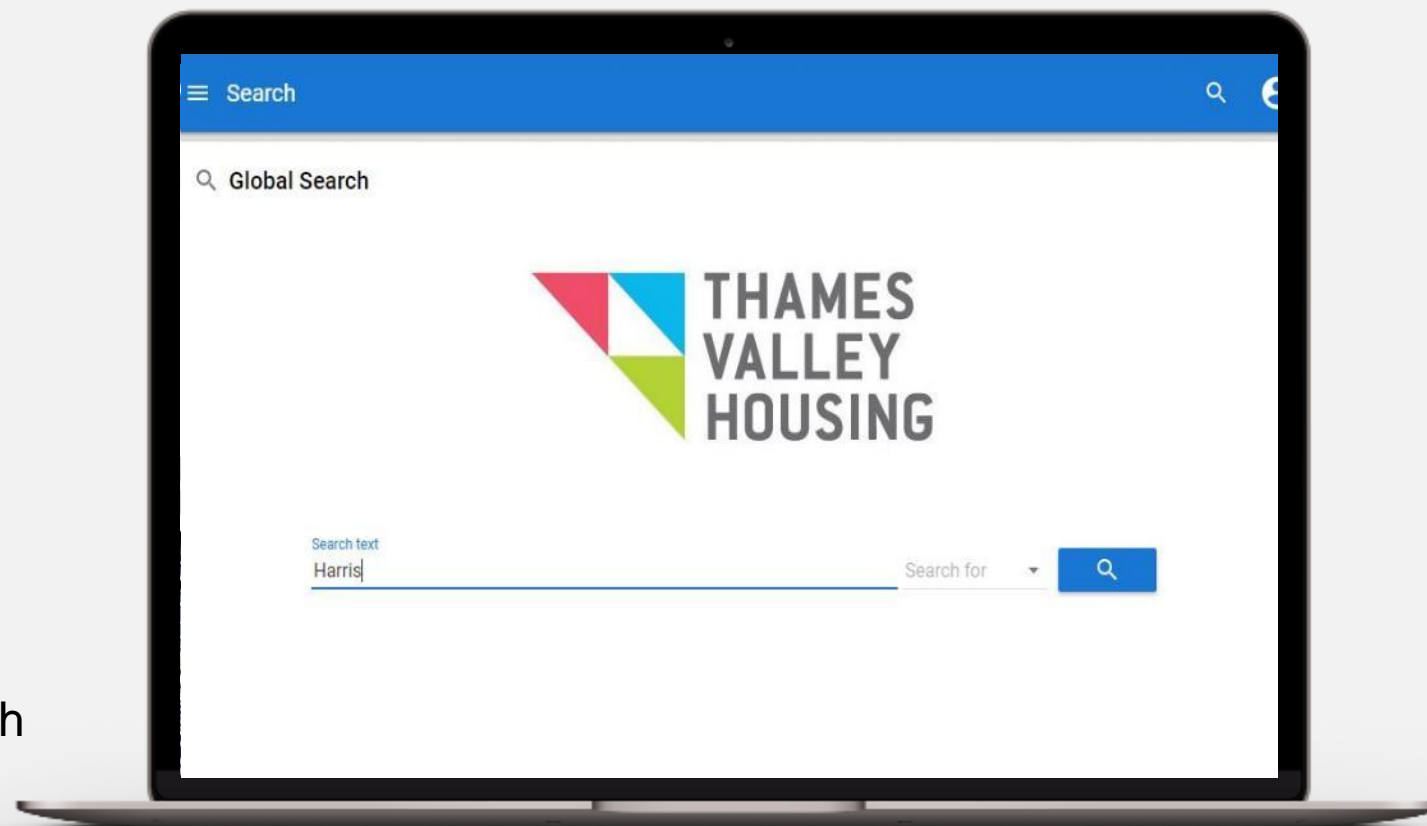 Search
Global Search
THAMES
VALLEY
HOUSING
Search text
Harris
Search for
h